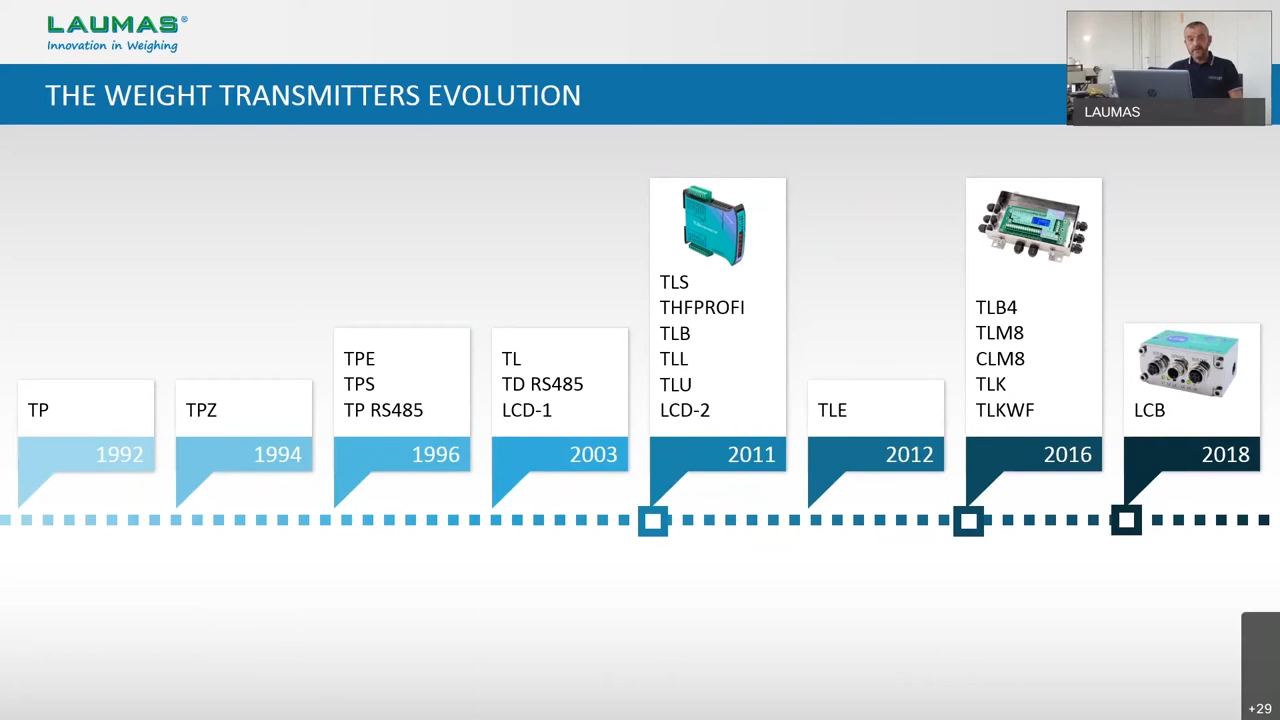 LAUMAS®
Innovation in Weighing
THE WEIGHT TRANSMITTERS EVOLUTION
LAUMAS
TP
1992
TPZ
1994
TPE
TPS
TP RS485
1996
TL
TD RS485
LCD-1
2003
TLS
THFPROFI
TLB
TLL
TLU
LCD-2
2011
TLE
2012
TLB4
TLM8
CLM8
TLK
TLKWF
2016
LCB
2018
+29